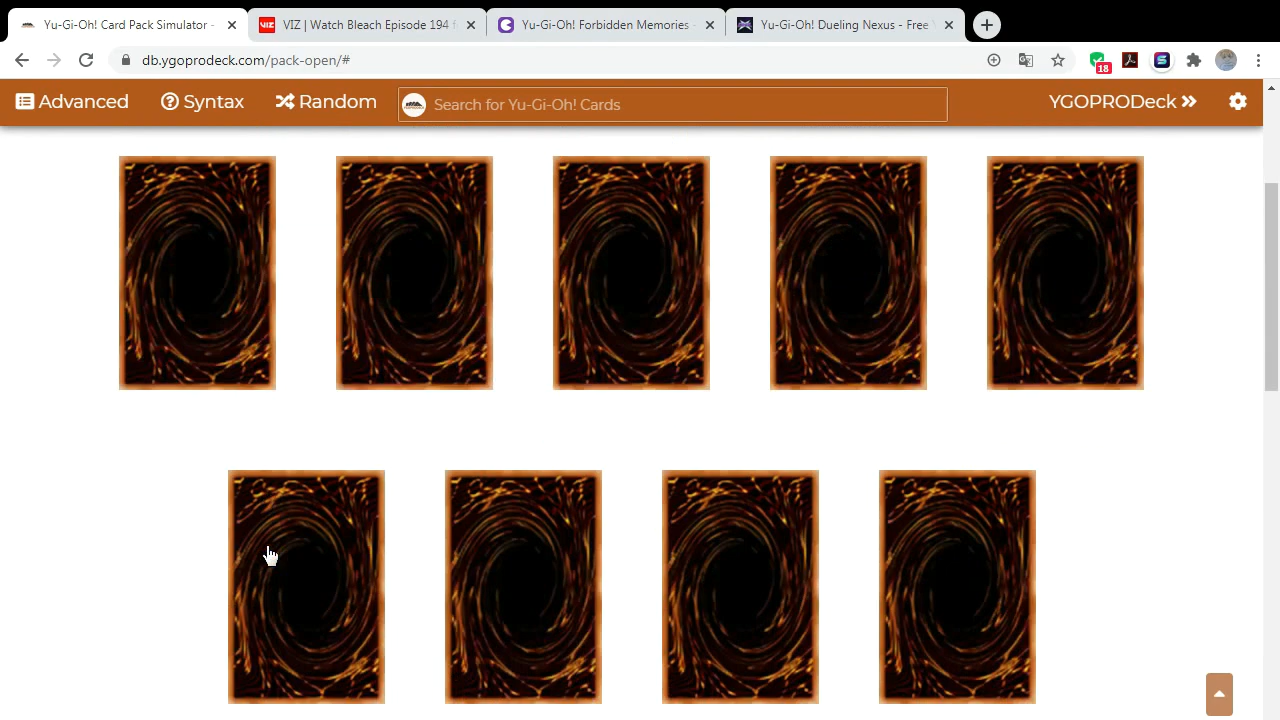 Yu-Gi-Oh! Card Pack Simulator -
VIZ VIZ | Watch Bleach Episode 194 f
Yu-Gi-Oh! Forbidden Memories -
Yu-Gi-Oh! Dueling Nexus - Free
db.ygoprodeck.com/pack-open/#
18
Advanced
Syntax
Random
Search for Yu-Gi-Oh! Cards
YGOPRODeck